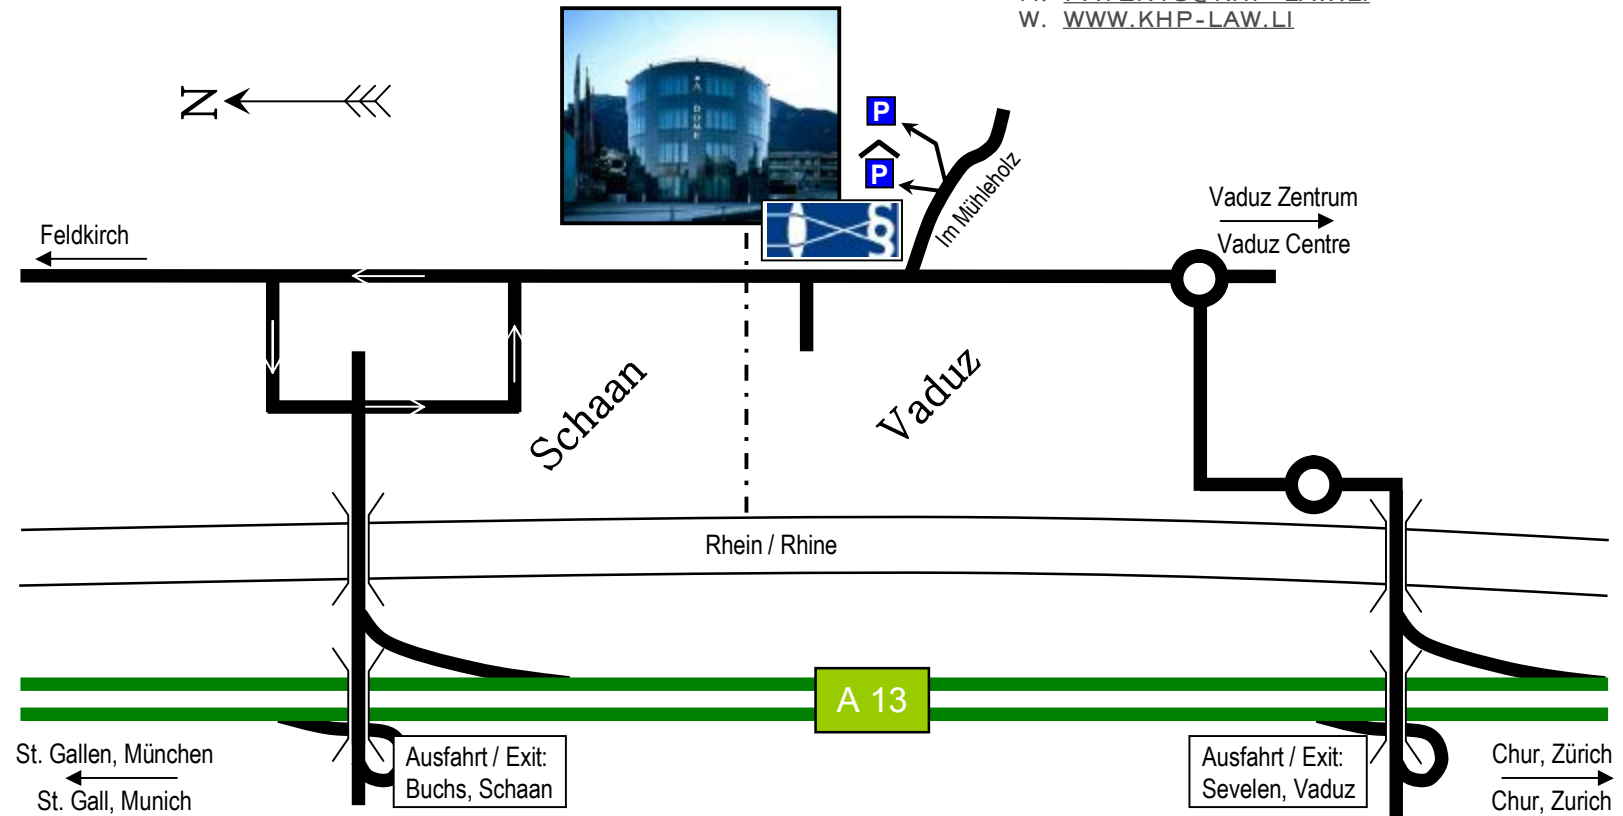 W. WWW.KHP-LAW.LI
N
DOME
P
P
Im Mühleholz
Vaduz Zentrum
Vaduz Centre
Feldkirch
Schaan
Vaduz
Rhein / Rhine
A 13
St. Gallen, München
St. Gall, Munich
Ausfahrt / Exit:
Buchs, Schaan
Ausfahrt / Exit:
Sevelen, Vaduz
Chur, Zürich
Chur, Zurich